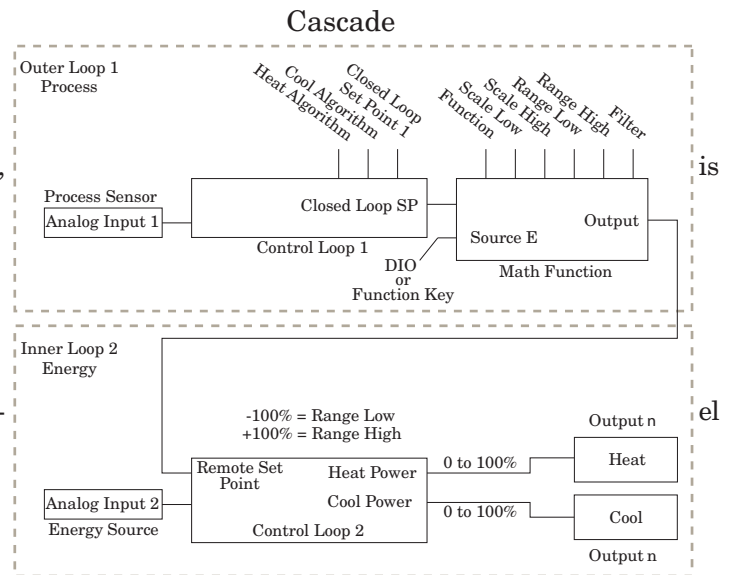 Cascade
Outer Loop 1
Process
Heat Algorithm
Cool Algorithm
Closed Loop
Set Point 1
Function
Scale Low
Scale High
Range Low
Range High
Filter
,
is
Process Sensor
Analog Input 1
Closed Loop SP
Control Loop 1
Output
Source E
Math Function
DIO
or
Function Key
Inner Loop 2
Energy
-
el
-100% = Range Low
+100% = Range High
Remote Set
Point
Heat Power
Cool Power
Control Loop 2
Analog Input 2
Energy Source
0 to 100%
0 to 100%
Output n
Heat
Cool
Output n